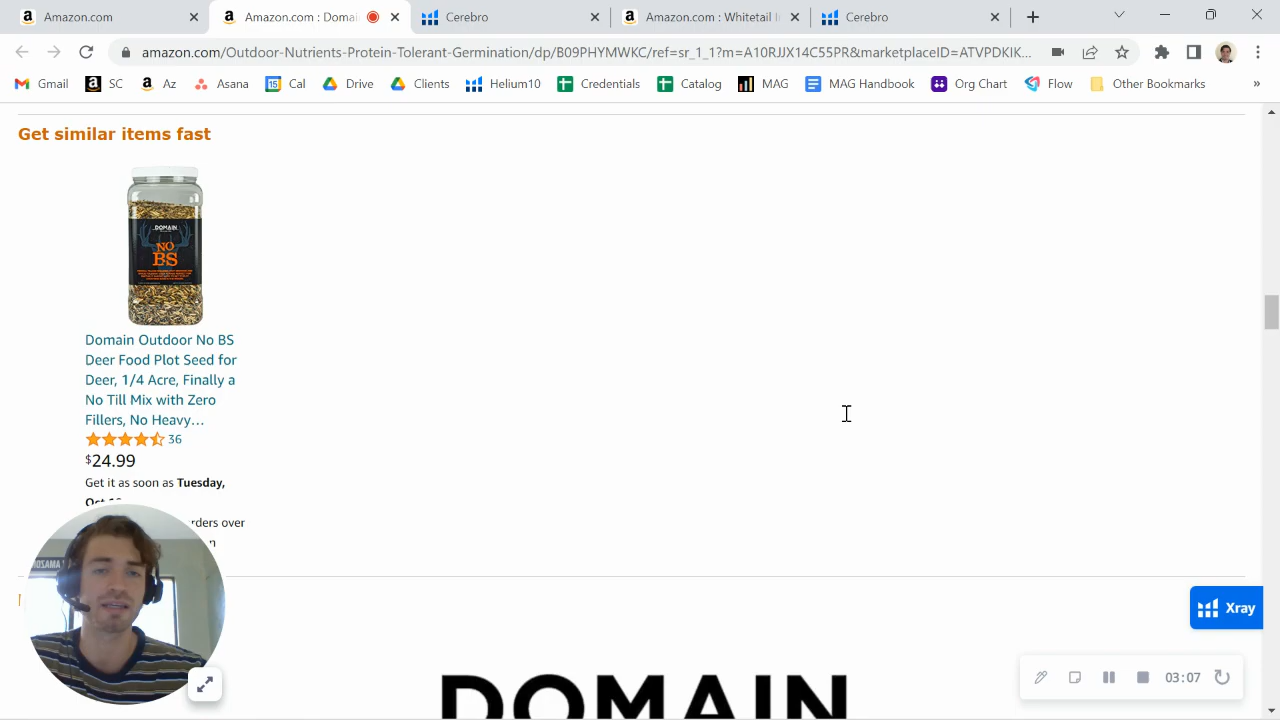 Amazon.com
Amazon.com : Domai
Cerebro
Amazon.com : Whitetail I
Cerebro
amazon.com/Outdoor-Nutrients-Protein-Tolerant-Germination/dp/B09PHYMWKC/ref=sr_1_1?m=A10RJJX14C55PR&marketplaceID=ATVPDKIK...
Gmail
SC
Az
Asana
15 Cal
Drive
Clients
Helium10
Credentials
Catalog
MAG
MAG Handbook
Org Chart
Flow
Other Bookmarks
»
Get similar items fast
DOMAIN
NO
BS
Domain Outdoor No BS
Deer Food Plot Seed for
Deer, 1/4 Acre, Finally a
No Till Mix with Zero
Fillers, No Heavy…
36
$24.99
Get it as soon as Tuesday,
Oct
rders over
n
Xray
03:07
DOMAIN